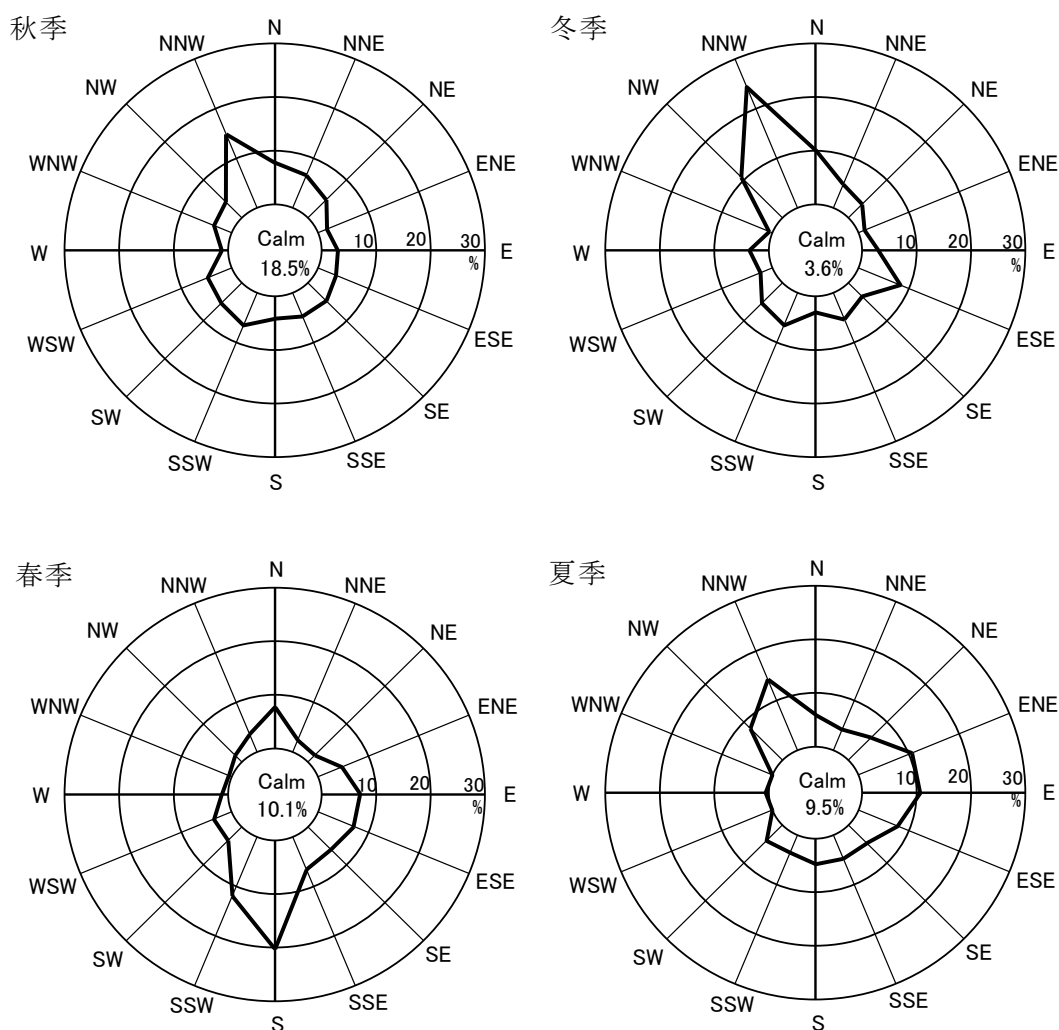 秋季
N
NNE
NE
ENE
E
ESE
SE
SSE
S
SSW
SW
WSW
W
WNW
NW
NNW
Calm
18.5%
10
20
30
%
冬季
N
NNE
NE
ENE
E
ESE
SE
SSE
S
SSW
SW
WSW
W
WNW
NW
NNW
Calm
3.6%
10
20
30
%
春季
N
NNE
NE
ENE
E
ESE
SE
SSE
S
SSW
SW
WSW
W
WNW
NW
NNW
Calm
10.1%
10
20
30
%
夏季
N
NNE
NE
ENE
E
ESE
SE
SSE
S
SSW
SW
WSW
W
WNW
NW
NNW
Calm
9.5%
10
20
30
%